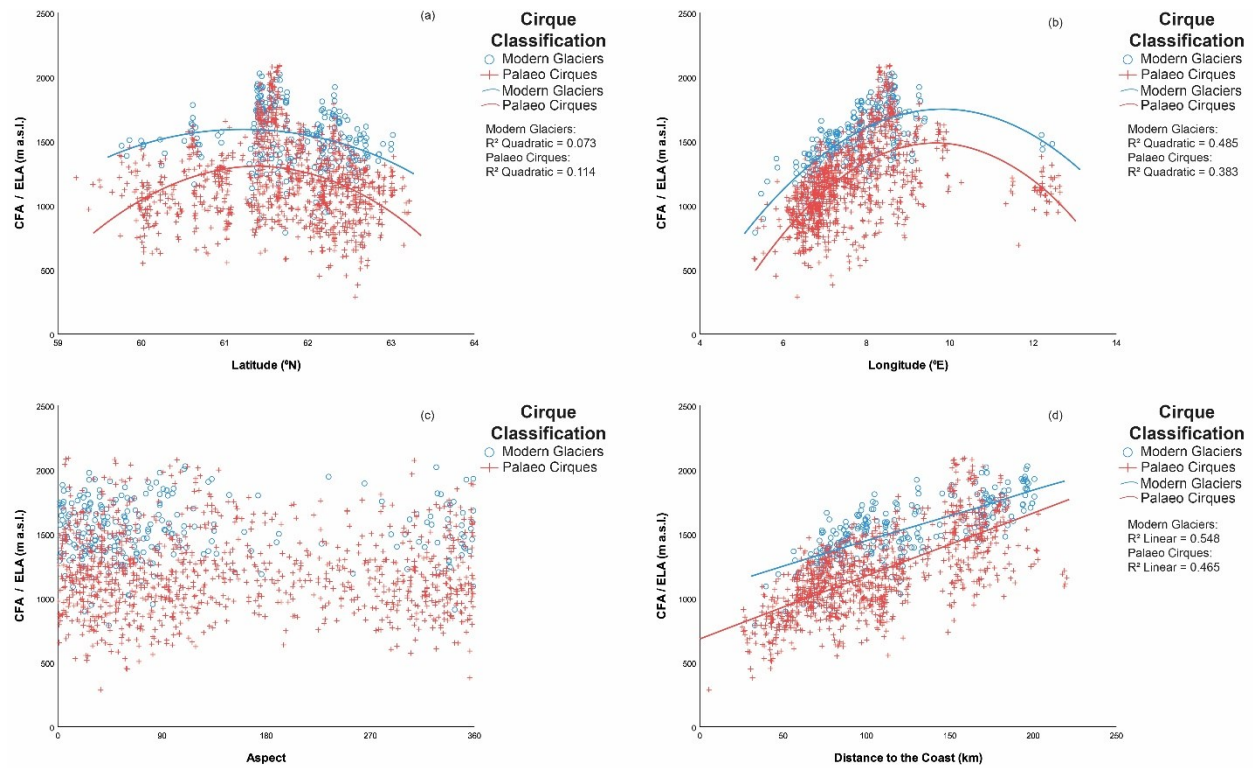 (a)
2500
2000
1500
1000
500
0
CFA / ELA (m a.s.l.)
59
60
61
62
63
64
Latitude (⁰N)
Cirque
Classification
Modern Glaciers
Palaeo Cirques
Modern Glaciers
Palaeo Cirques
Modern Glaciers:
R² Quadratic = 0.073
Palaeo Cirques:
R² Quadratic = 0.114
(b)
2500
2000
1500
1000
500
0
CFA / ELA (m a.s.l.)
4
6
8
10
12
14
Longitude (⁰E)
Cirque
Classification
Modern Glaciers
Palaeo Cirques
Modern Glaciers
Palaeo Cirques
Modern Glaciers:
R² Quadratic = 0.485
Palaeo Cirques:
R² Quadratic = 0.383
(c)
2500
2000
1500
1000
500
0
CFA / ELA (m a.s.l.)
0
90
180
270
360
Aspect
Cirque
Classification
Modern Glaciers
Palaeo Cirques
(d)
2500
2000
1500
1000
500
0
CFA / ELA (m a.s.l.)
0
50
100
150
200
250
Distance to the Coast (km)
Cirque
Classification
Modern Glaciers
Palaeo Cirques
Modern Glaciers
Palaeo Cirques
Modern Glaciers:
R² Linear = 0.548
Palaeo Cirques:
R² Linear = 0.465